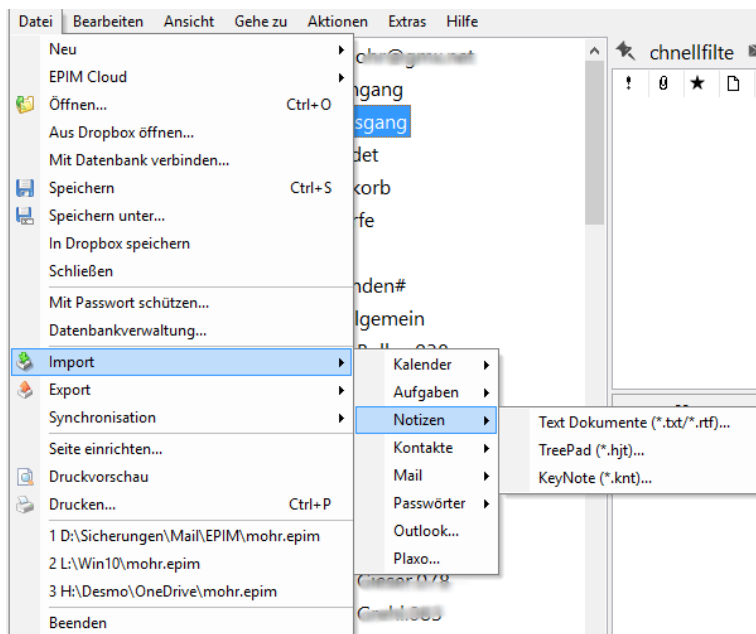 Datei Bearbeiten Ansicht Gehe zu Aktionen Extras Hilfe
Neu
EPIM Cloud
Öffnen... Ctrl+O
Aus Dropbox öffnen...
Mit Datenbank verbinden...
Speichern Ctrl+S
Speichern unter...
In Dropbox speichern
Schließen
Mit Passwort schützen...
Datenbankverwaltung...
Import
Export
Synchronisation
Seite einrichten...
Druckvorschau
Drucken... Ctrl+P
1 D:\Sicherungen\Mail\EPIM\mohr.epim
2 L:\Win10\mohr.epim
3 H:\Desmo\OneDrive\mohr.epim
Beenden
Kalender
Aufgaben
Notizen
Kontakte
Mail
Passwörter
Outlook...
Plaxo...
Text Dokumente (*.txt/*.rtf)...
TreePad (*.hjt)...
KeyNote (*.knt)...
ngang
sgang
det
korb
rfe
nden#
lgemein
chnellfilte